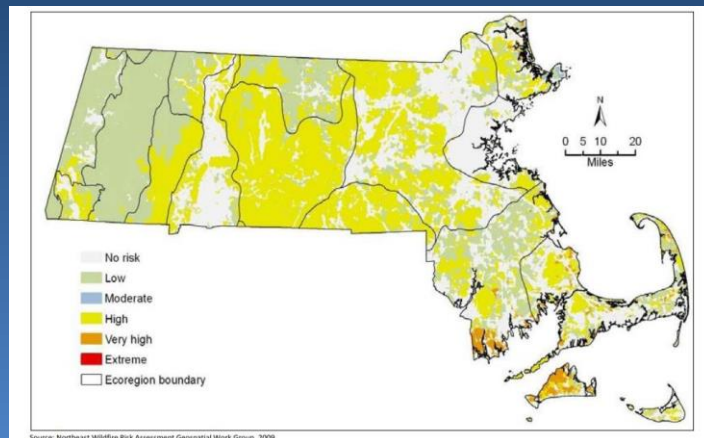 N
0 5 10 20
Miles
No risk
Low
Moderate
High
Very high
Extreme
Ecoregion boundary
Source: Northeast Wildfire Risk Assessment Geospatial Work Group, 2009